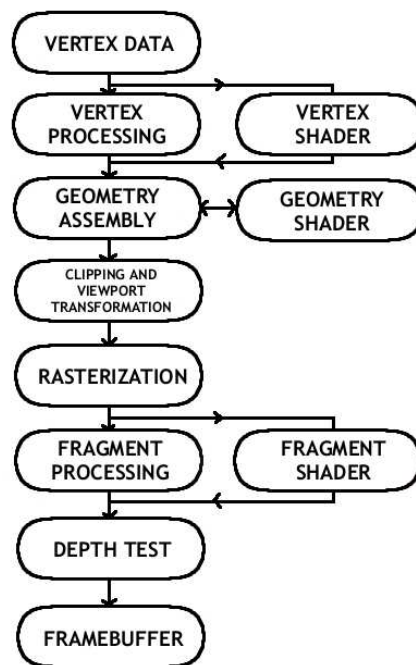 VERTEX DATA
VERTEX
PROCESSING
VERTEX
SHADER
GEOMETRY
ASSEMBLY
GEOMETRY
SHADER
CLIPPING AND
VIEWPORT
TRANSFORMATION
RASTERIZATION
FRAGMENT
PROCESSING
FRAGMENT
SHADER
DEPTH TEST
FRAMEBUFFER